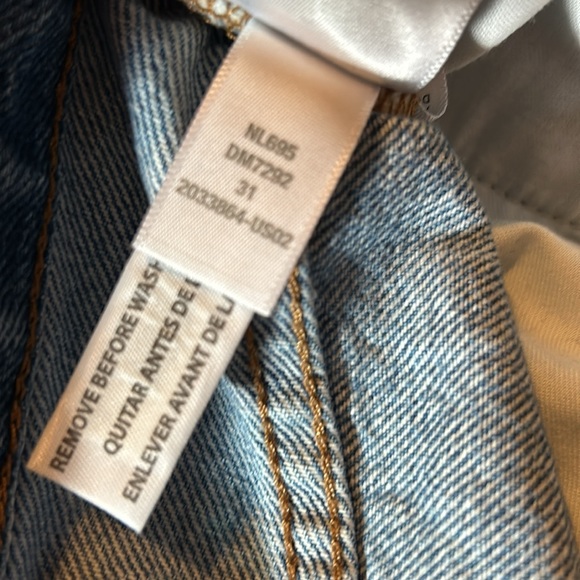 NL695
DM7292
31
2033864-US02
REMOVE BEFORE WASH
QUITAR ANTES DE
ENLEVER AVANT DE